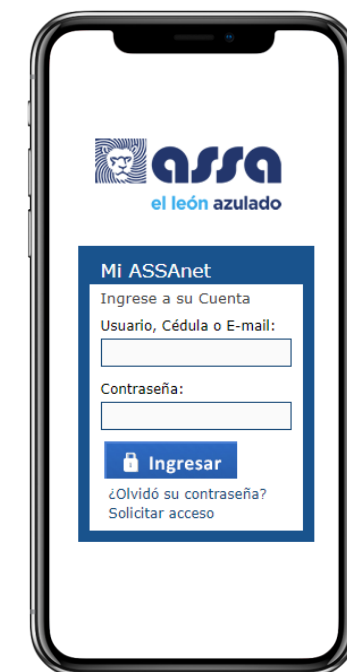 assa
el león azulado
Mi ASSAnet
Ingrese a su Cuenta
Usuario, Cédula o E-mail:
Contraseña:
Ingresar
¿Olvidó su contraseña?
Solicitar acceso